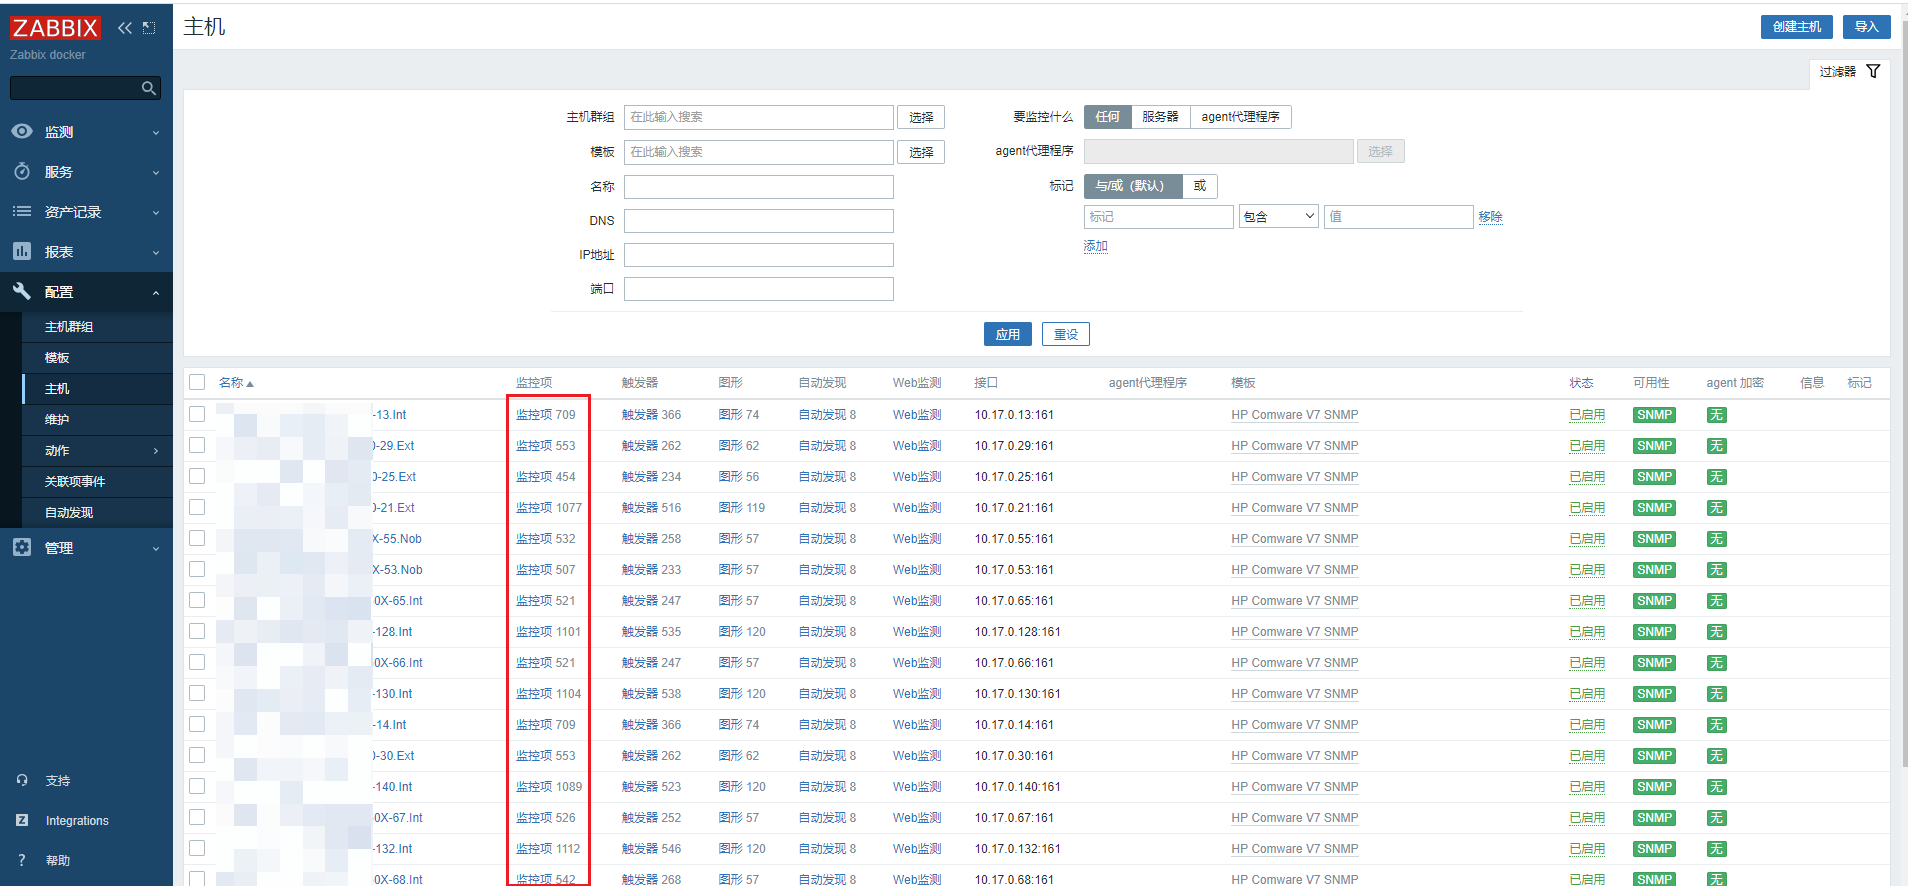 ZABBIX
Zabbix docker
监测
服务
资产记录
报表
配置
主机群组
模板
主机
维护
动作
关联项事件
自动发现
管理
支持
Integrations
帮助
主机
创建主机 导入
过滤器
主机群组 在此输入搜索 选择
模板 在此输入搜索 选择
名称
DNS
IP地址
端口
要监控什么 任何 服务器 agent代理程序
agent代理程序 选择
标记 与/或（默认） 或
标记 包含 值 移除
添加
应用 重设
名称 监控项 触发器 图形 自动发现 Web监测 接口 agent代理程序 模板 状态 可用性 agent 加密 信息 标记
-13.Int 监控项 709 触发器 366 图形 74 自动发现 8 Web监测 10.17.0.13:161 HP Comware V7 SNMP 已启用 SNMP 无
0-29.Ext 监控项 553 触发器 262 图形 62 自动发现 8 Web监测 10.17.0.29:161 HP Comware V7 SNMP 已启用 SNMP 无
0-25.Ext 监控项 454 触发器 234 图形 56 自动发现 8 Web监测 10.17.0.25:161 HP Comware V7 SNMP 已启用 SNMP 无
0-21.Ext 监控项 1077 触发器 516 图形 119 自动发现 8 Web监测 10.17.0.21:161 HP Comware V7 SNMP 已启用 SNMP 无
X-55.Nob 监控项 532 触发器 258 图形 57 自动发现 8 Web监测 10.17.0.55:161 HP Comware V7 SNMP 已启用 SNMP 无
X-53.Nob 监控项 507 触发器 233 图形 57 自动发现 8 Web监测 10.17.0.53:161 HP Comware V7 SNMP 已启用 SNMP 无
0X-65.Int 监控项 521 触发器 247 图形 57 自动发现 8 Web监测 10.17.0.65:161 HP Comware V7 SNMP 已启用 SNMP 无
-128.Int 监控项 1101 触发器 535 图形 120 自动发现 8 Web监测 10.17.0.128:161 HP Comware V7 SNMP 已启用 SNMP 无
0X-66.Int 监控项 521 触发器 247 图形 57 自动发现 8 Web监测 10.17.0.66:161 HP Comware V7 SNMP 已启用 SNMP 无
-130.Int 监控项 1104 触发器 538 图形 120 自动发现 8 Web监测 10.17.0.130:161 HP Comware V7 SNMP 已启用 SNMP 无
-14.Int 监控项 709 触发器 366 图形 74 自动发现 8 Web监测 10.17.0.14:161 HP Comware V7 SNMP 已启用 SNMP 无
0-30.Ext 监控项 553 触发器 262 图形 62 自动发现 8 Web监测 10.17.0.30:161 HP Comware V7 SNMP 已启用 SNMP 无
-140.Int 监控项 1089 触发器 523 图形 120 自动发现 8 Web监测 10.17.0.140:161 HP Comware V7 SNMP 已启用 SNMP 无
0X-67.Int 监控项 526 触发器 252 图形 57 自动发现 8 Web监测 10.17.0.67:161 HP Comware V7 SNMP 已启用 SNMP 无
-132.Int 监控项 1112 触发器 546 图形 120 自动发现 8 Web监测 10.17.0.132:161 HP Comware V7 SNMP 已启用 SNMP 无
0X-68.Int 监控项 542 触发器 268 图形 57 自动发现 8 Web监测 10.17.0.68:161 HP Comware V7 SNMP 已启用 SNMP 无